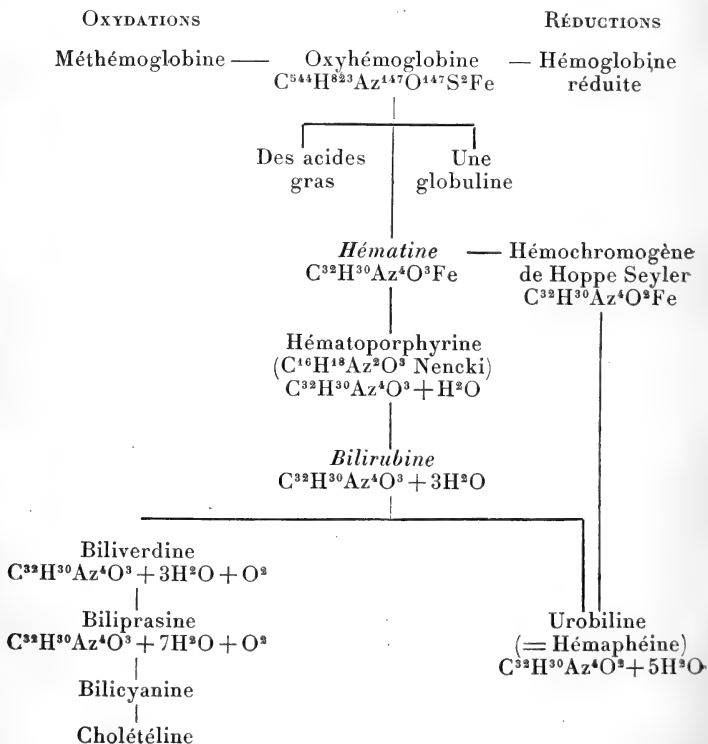 OXYDATIONS RÉDUCTIONS
Méthémoglobine — Oxyhémoglobine — Hémoglobine
C⁵⁴⁴H⁸²³Az¹⁴⁷O¹⁴⁷S²Fe réduite
Des acides Une
gras globuline
Hématine — Hémochromogène
C³²H³⁰Az⁴O³Fe de Hoppe Seyler
C³²H³⁰Az⁴O²Fe
Hématoporphyrine
(C¹⁶H¹⁸Az²O³ Nencki)
C³²H³⁰Az⁴O³ + H²O
Bilirubine
C³²H³⁰Az⁴O³ + 3H²O
Biliverdine
C³²H³⁰Az⁴O³ + 3H²O + O²
Biliprasine
C³²H³⁰Az⁴O³ + 7H²O + O²
Bilicyanine
Cholétéline
Urobiline
(= Hémaphéine)
C³²H³⁰Az⁴O² + 5H²O